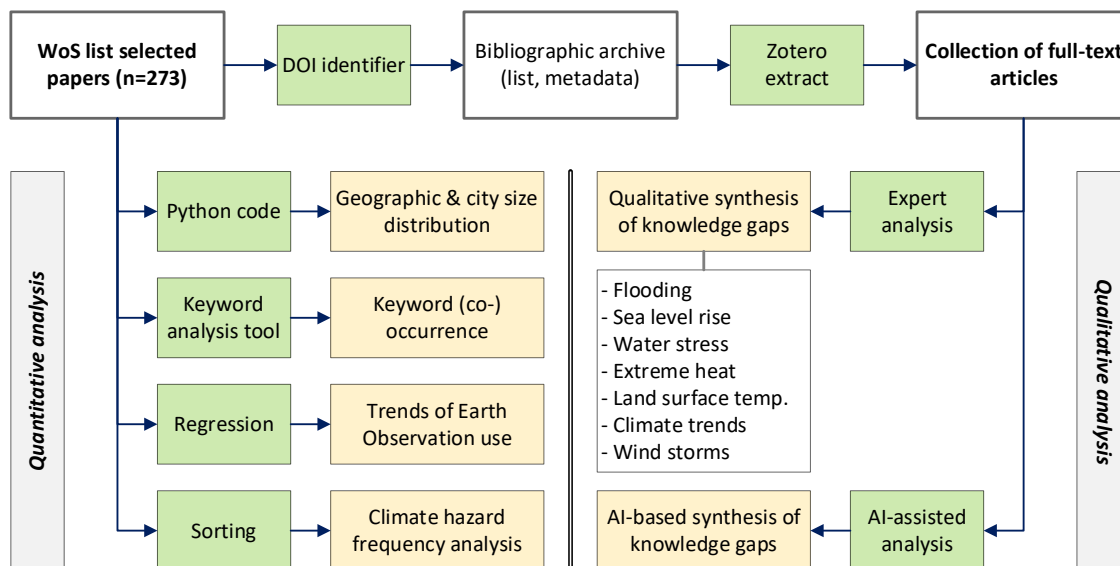 WoS list selected
papers (n=273)
DOI identifier
Bibliographic archive
(list, metadata)
Zotero
extract
Collection of full-text
articles
Quantitative analysis
Python code
Geographic & city size
distribution
Keyword
analysis tool
Keyword (co-)
occurrence
Regression
Trends of Earth
Observation use
Sorting
Climate hazard
frequency analysis
Qualitative synthesis
of knowledge gaps
Expert
analysis
- Flooding
- Sea level rise
- Water stress
- Extreme heat
- Land surface temp.
- Climate trends
- Wind storms
AI-based synthesis of
knowledge gaps
AI-assisted
analysis
Qualitative analysis